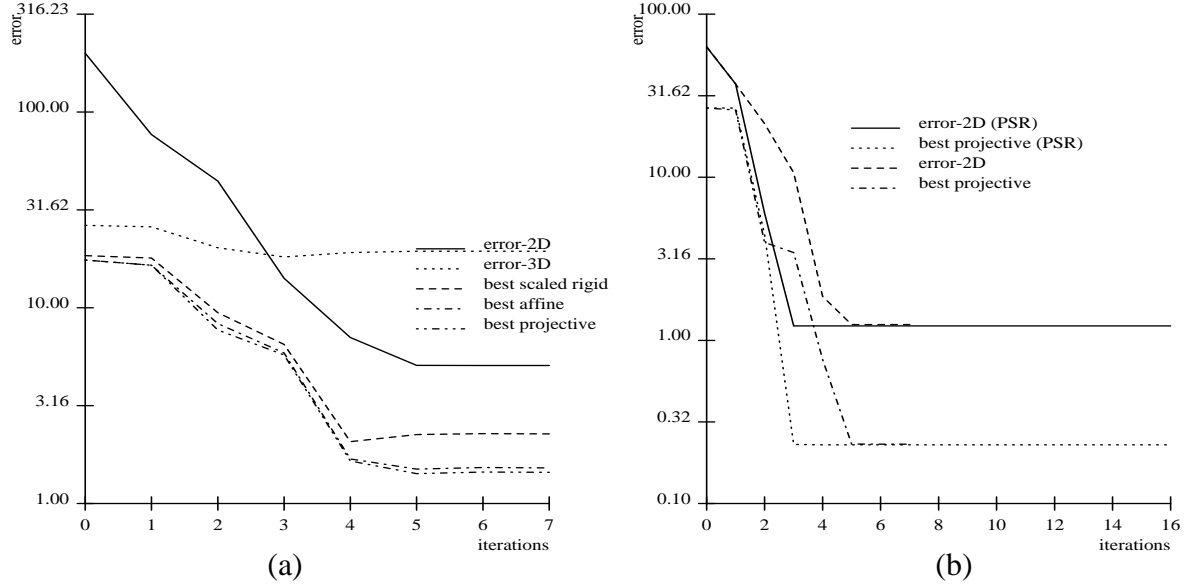 316.23
error
100.00
31.62
10.00
3.16
1.00
0 1 2 3 4 5 6 7
iterations
error-2D
error-3D
best scaled rigid
best affine
best projective
(a)
100.00
error
31.62
10.00
3.16
1.00
0.32
0.10
0 2 4 6 8 10 12 14 16
iterations
error-2D (PSR)
best projective (PSR)
error-2D
best projective
(b)